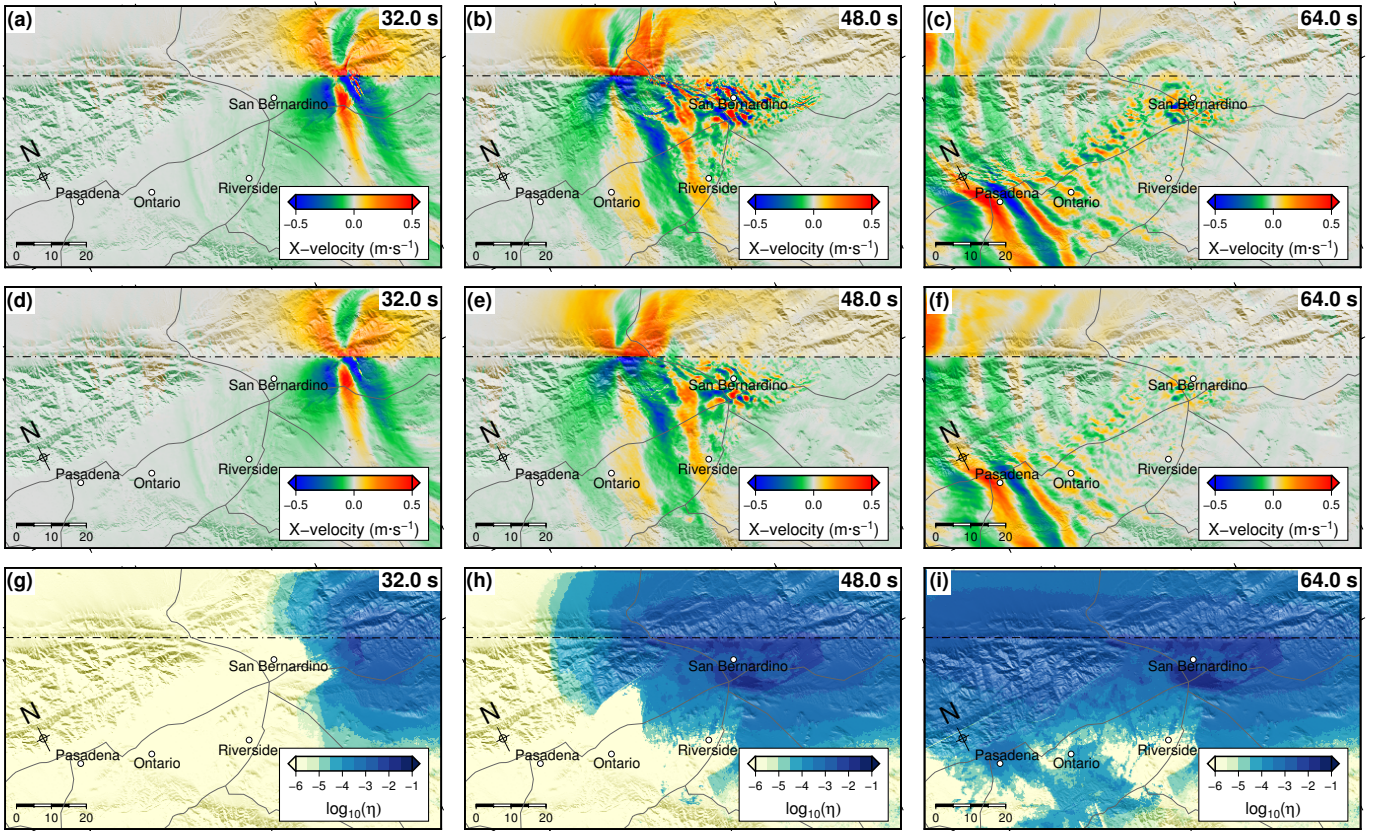 (a)
32.0 s
San Bernardino
N
Pasadena
Riverside
Ontario
−0.5 0.0 0.5
X−velocity (m·s⁻¹)
0 10 20
(b)
48.0 s
San Bernardino
N
Pasadena
Riverside
Ontario
−0.5 0.0 0.5
X−velocity (m·s⁻¹)
0 10 20
(c)
64.0 s
San Bernardino
N
Pasadena
Riverside
Ontario
−0.5 0.0 0.5
X−velocity (m·s⁻¹)
0 10 20
(d)
32.0 s
San Bernardino
N
Pasadena
Riverside
Ontario
−0.5 0.0 0.5
X−velocity (m·s⁻¹)
0 10 20
(e)
48.0 s
San Bernardino
N
Pasadena
Riverside
Ontario
−0.5 0.0 0.5
X−velocity (m·s⁻¹)
0 10 20
(f)
64.0 s
San Bernardino
N
Pasadena
Riverside
Ontario
−0.5 0.0 0.5
X−velocity (m·s⁻¹)
0 10 20
(g)
32.0 s
San Bernardino
N
Pasadena
Riverside
Ontario
−6 −5 −4 −3 −2 −1
log₁₀(η)
0 10 20
(h)
48.0 s
San Bernardino
N
Pasadena
Riverside
Ontario
−6 −5 −4 −3 −2 −1
log₁₀(η)
0 10 20
(i)
64.0 s
San Bernardino
N
Pasadena
Riverside
Ontario
−6 −5 −4 −3 −2 −1
log₁₀(η)
0 10 20